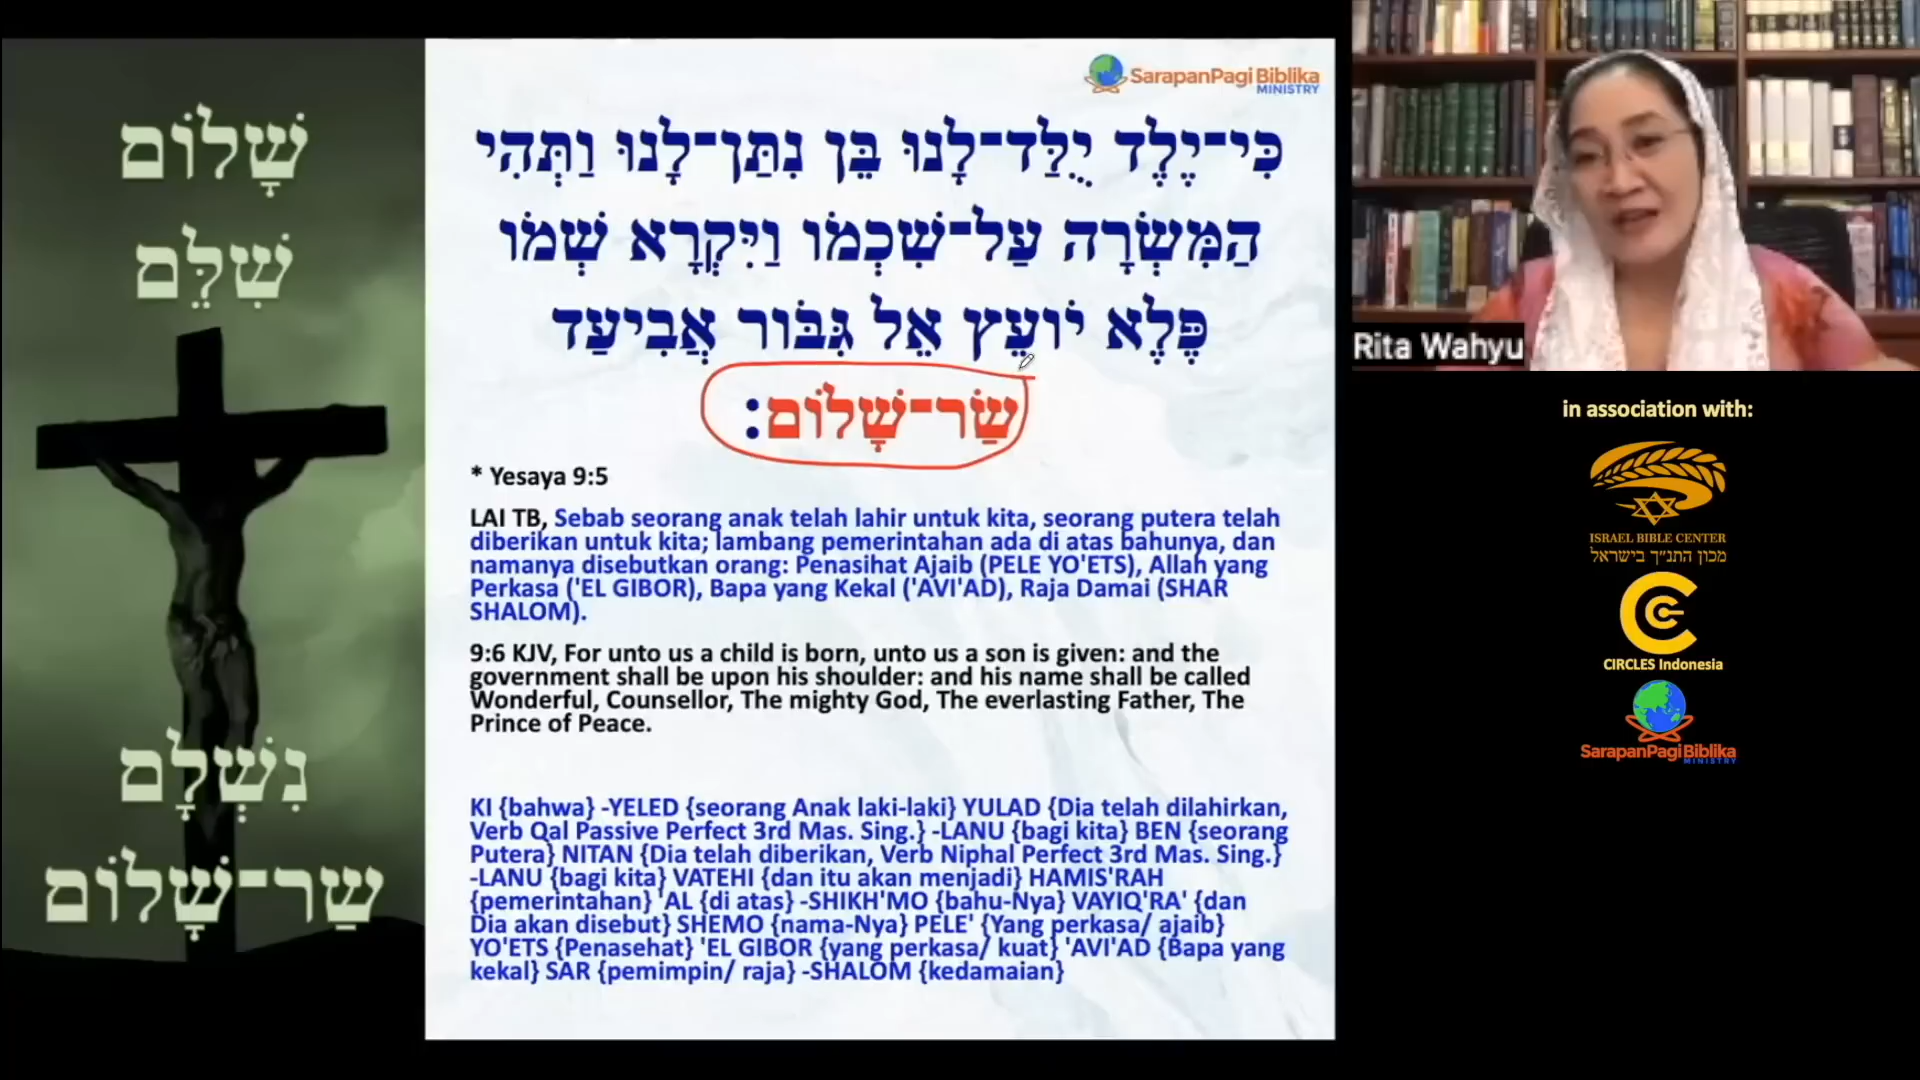 שָׁלוֹם
שִׁלֵּם
נִשְׁלָם
שַׂר־שָׁלוֹם
SarapanPagi Biblika
MINISTRY
כִּי־יֶלֶד יֻלַּד־לָנוּ בֵּן נִתַּן־לָנוּ וַתְּהִי
הַמִּשְׂרָה עַל־שִׁכְמוֹ וַיִּקְרָא שְׁמוֹ
פֶּלֶא יוֹעֵץ אֵל גִּבּוֹר אֲבִיעַד
שַׂר־שָׁלוֹם׃
* Yesaya 9:5
LAI TB, Sebab seorang anak telah lahir untuk kita, seorang putera telah
diberikan untuk kita; lambang pemerintahan ada di atas bahunya, dan
namanya disebutkan orang: Penasihat Ajaib (PELE YO'ETS), Allah yang
Perkasa ('EL GIBOR), Bapa yang Kekal ('AVI'AD), Raja Damai (SHAR
SHALOM).
9:6 KJV, For unto us a child is born, unto us a son is given: and the
government shall be upon his shoulder: and his name shall be called
Wonderful, Counsellor, The mighty God, The everlasting Father, The
Prince of Peace.
KI {bahwa} -YELED {seorang Anak laki-laki} YULAD {Dia telah dilahirkan,
Verb Qal Passive Perfect 3rd Mas. Sing.} -LANU {bagi kita} BEN {seorang
Putera} NITAN {Dia telah diberikan, Verb Niphal Perfect 3rd Mas. Sing.}
-LANU {bagi kita} VATEHI {dan itu akan menjadi} HAMIS'RAH
{pemerintahan} 'AL {di atas} -SHIKH'MO {bahu-Nya} VAYIQ'RA' {dan
Dia akan disebut} SHEMO {nama-Nya} PELE' {Yang perkasa/ ajaib}
YO'ETS {Penasehat} 'EL GIBOR {yang perkasa/ kuat} 'AVI'AD {Bapa yang
kekal} SAR {pemimpin/ raja} -SHALOM {kedamaian}
Rita Wahyu
in association with:
ISRAEL BIBLE CENTER
מכון התנ״ך בישראל
CIRCLES Indonesia
SarapanPagi Biblika
MINISTRY